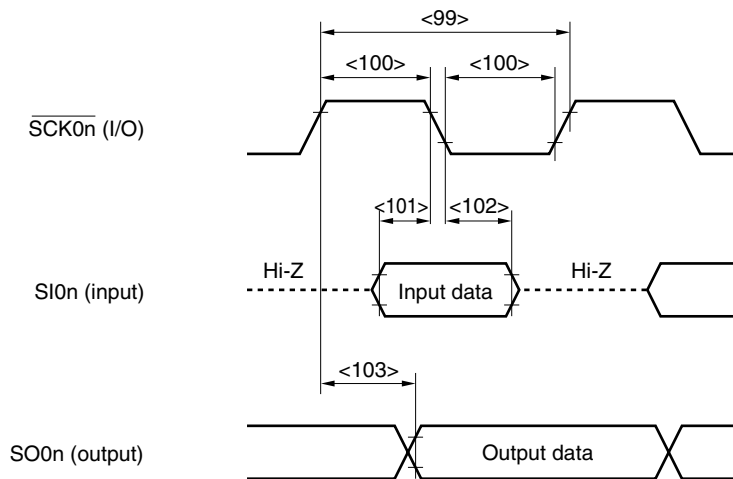 <99>
<100> <100>
SCK0n (I/O)
<101> <102>
Hi-Z Hi-Z
SI0n (input) Input data
<103>
SO0n (output) Output data